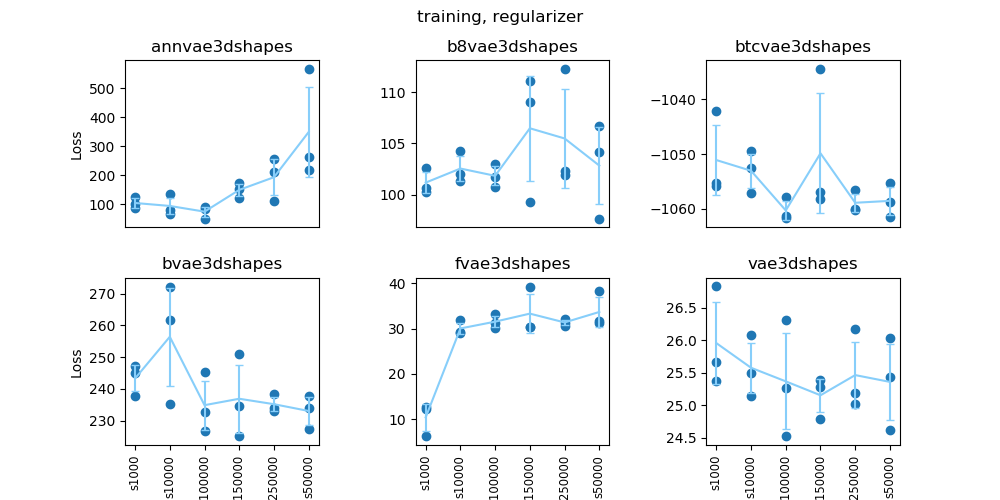 training, regularizer
annvae3dshapes
b8vae3dshapes
btcvae3dshapes
Loss
500
400
300
200
100
110
105
100
−1040
−1050
−1060
bvae3dshapes
fvae3dshapes
vae3dshapes
Loss
270
260
250
240
230
40
30
20
10
26.5
26.0
25.5
25.0
24.5
s1000
s10000
100000
150000
250000
s50000
s1000
s10000
100000
150000
250000
s50000
s1000
s10000
100000
150000
250000
s50000